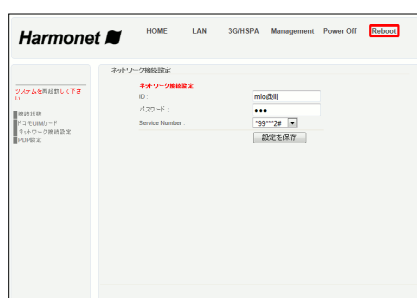 Harmonet
HOME LAN 3G/HSPA Management Power Off Reboot
システムを再起動して下さい
接続状態
ドコモUIMカード
ネットワーク接続設定
PDP設定
ネットワーク接続設定
ネットワーク接続設定
ID :
パスワード :
Service Number :
*99***2#
設定を保存